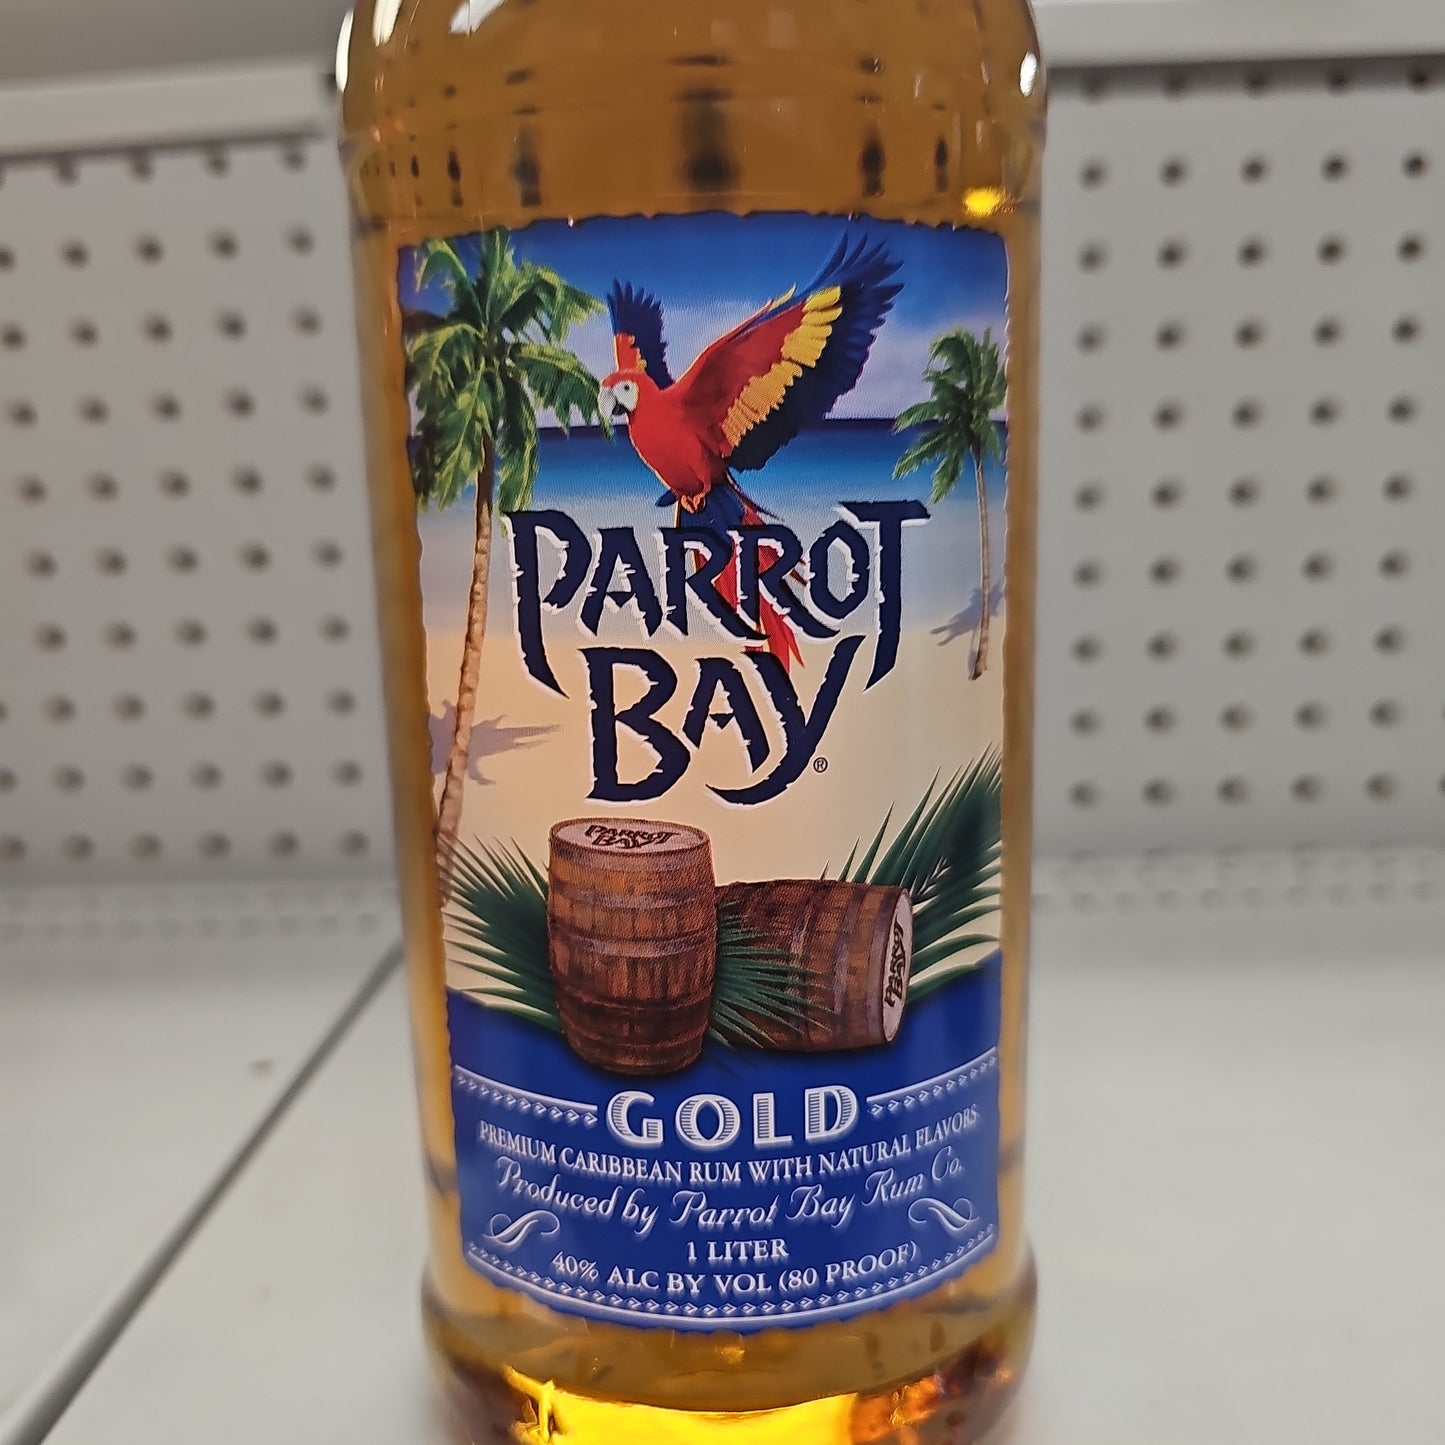 PARROT
BAY®
PARROT
BAY
PARROT
BAY
GOLD
PREMIUM CARIBBEAN RUM WITH NATURAL FLAVORS
Produced by Parrot Bay Rum Co.
1 LITER
40% ALC BY VOL (80 PROOF)